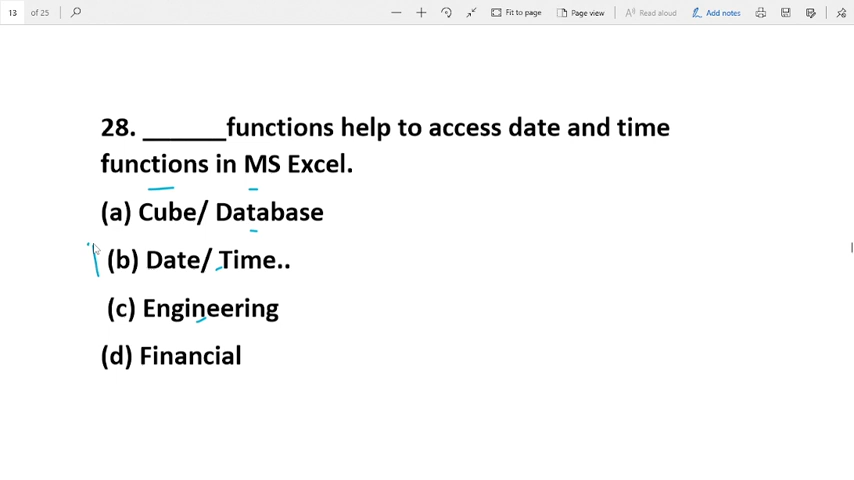 13 of 25 Fit to page Page view Read aloud Add notes
28. ______functions help to access date and time
functions in MS Excel.
(a) Cube/ Database
(b) Date/ Time..
(c) Engineering
(d) Financial